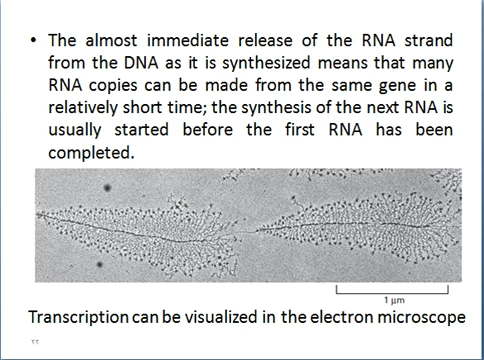 • The almost immediate release of the RNA strand
from the DNA as it is synthesized means that many
RNA copies can be made from the same gene in a
relatively short time; the synthesis of the next RNA is
usually started before the first RNA has been
completed.
1 µm
Transcription can be visualized in the electron microscope
٢٢